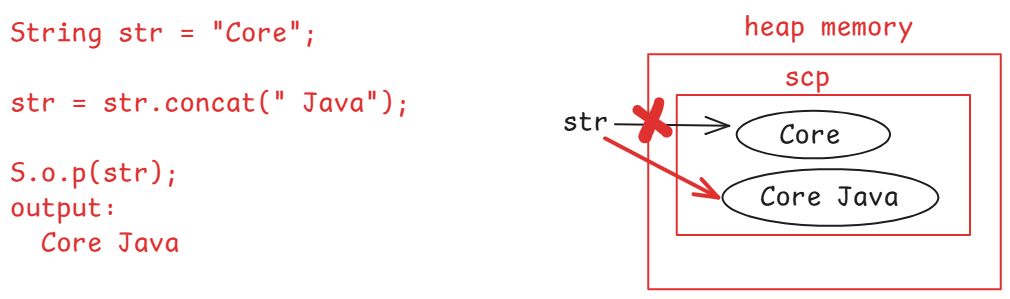 String str = "Core";
str = str.concat(" Java");
S.o.p(str);
output:
Core Java
heap memory
scp
str
Core
Core Java